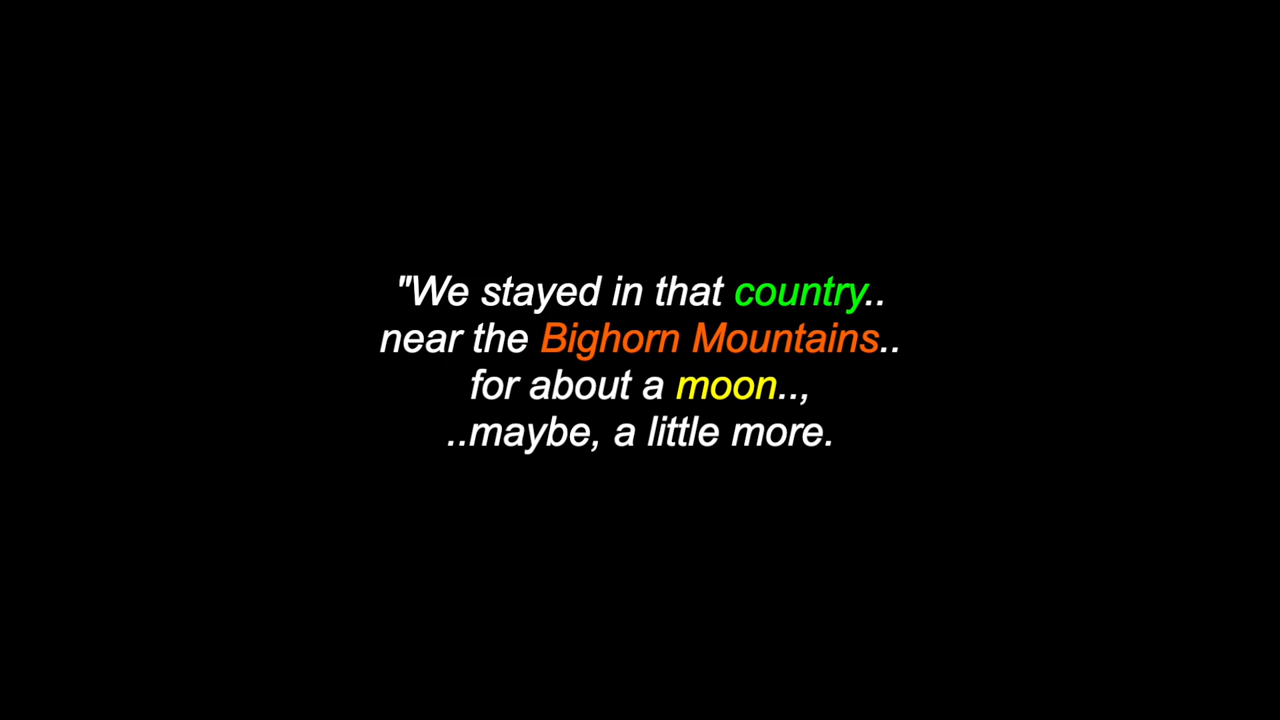 "We stayed in that country..
near the Bighorn Mountains..
for about a moon..,
..maybe, a little more.